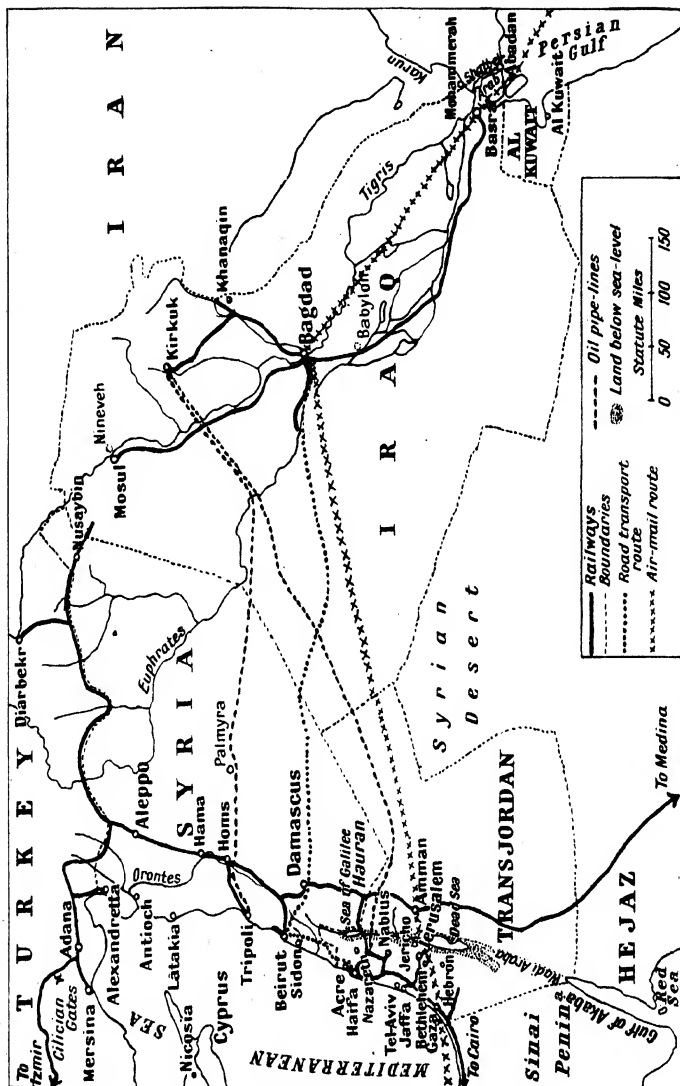 TURKEY
IRAN
SYRIA
IRAQ
To
Izmir
Cilician
Gates
Adana
Mersina
Alexandretta
Antioch
Orontes
Aleppo
Diarbekr
Nusaybin
Nineveh
Mosul
Kirkuk
Khanaqin
Karun
Latakia
SEA
Nicosia
Cyprus
Hama
Homs
Palmyra
Euphrates
Tripoli
Beirut
Sidon
Damascus
Bagdad
Babylon
Tigris
Mohammerah
Shatt el
Arab
Abadan
Basra
Persian
Gulf
AL
KUWAIT
Al Kuwait
MEDITERRANEAN
Acre
Haifa
Nazareth
Sea of Galilee
Hauran
Nablus
Tel-Aviv
Jaffa
Jericho
Amman
Jerusalem
Bethlehem
Dead Sea
Gaza
Hebron
To Cairo
Syrian
Desert
TRANSJORDAN
Wadi Araba
Sinai
Penin.
Gulf of Akaba
HEJAZ
Red
Sea
To Medina
Railways
Boundaries
Road transport
route
Air-mail route
Oil pipe-lines
Land below sea-level
Statute Miles
0 50 100 150